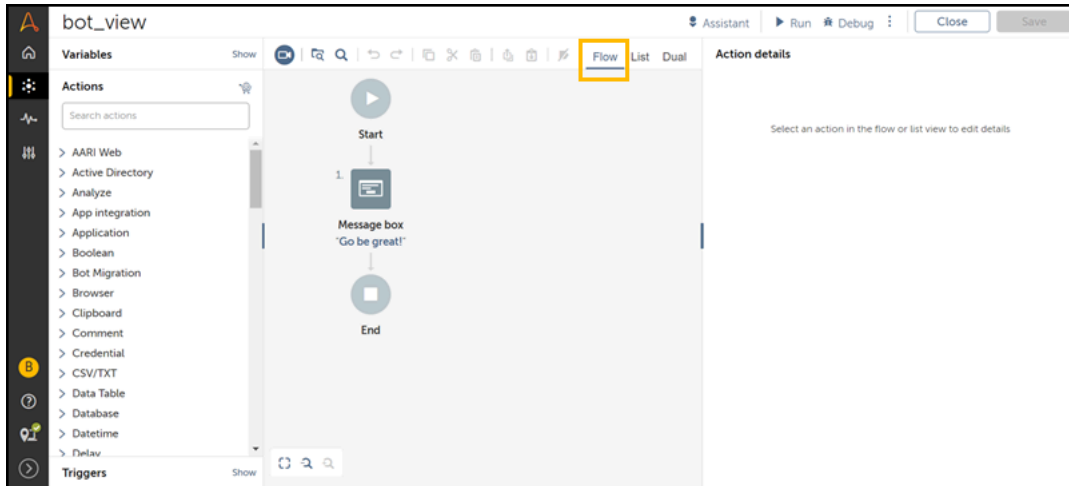 bot_view
Assistant Run Debug Close Save
Variables Show
Flow List Dual
Action details
Actions
Search actions
Select an action in the flow or list view to edit details
AARI Web
Active Directory
Analyze
App integration
Application
Boolean
Bot Migration
Browser
Clipboard
Comment
Credential
CSV/TXT
Data Table
Database
Datetime
Delay
Triggers Show
Start
1.
Message box
"Go be great!"
End
B